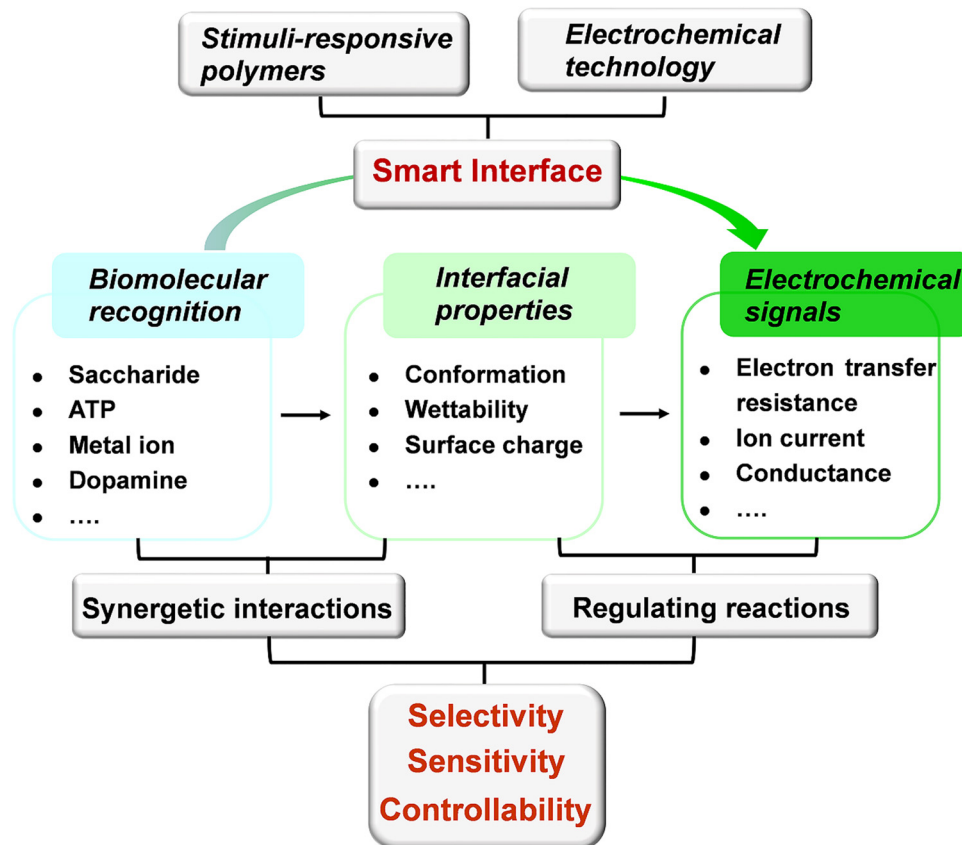 Stimuli-responsive
polymers
Electrochemical
technology
Smart Interface
Biomolecular
recognition
• Saccharide
• ATP
• Metal ion
• Dopamine
• ....
Interfacial
properties
• Conformation
• Wettability
• Surface charge
• ....
Electrochemical
signals
• Electron transfer
resistance
• Ion current
• Conductance
• ....
Synergetic interactions
Regulating reactions
Selectivity
Sensitivity
Controllability